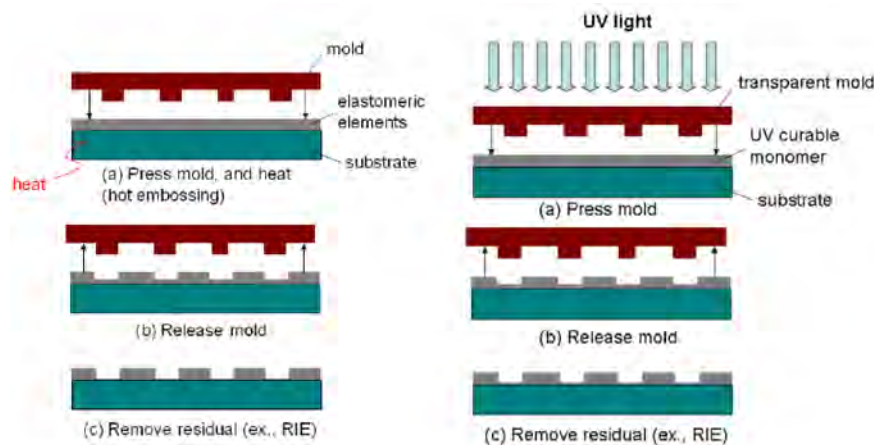 mold
elastomeric
elements
substrate
heat
(a) Press mold, and heat
(hot embossing)
(b) Release mold
(c) Remove residual (ex., RIE)
UV light
transparent mold
UV curable
monomer
substrate
(a) Press mold
(b) Release mold
(c) Remove residual (ex., RIE)